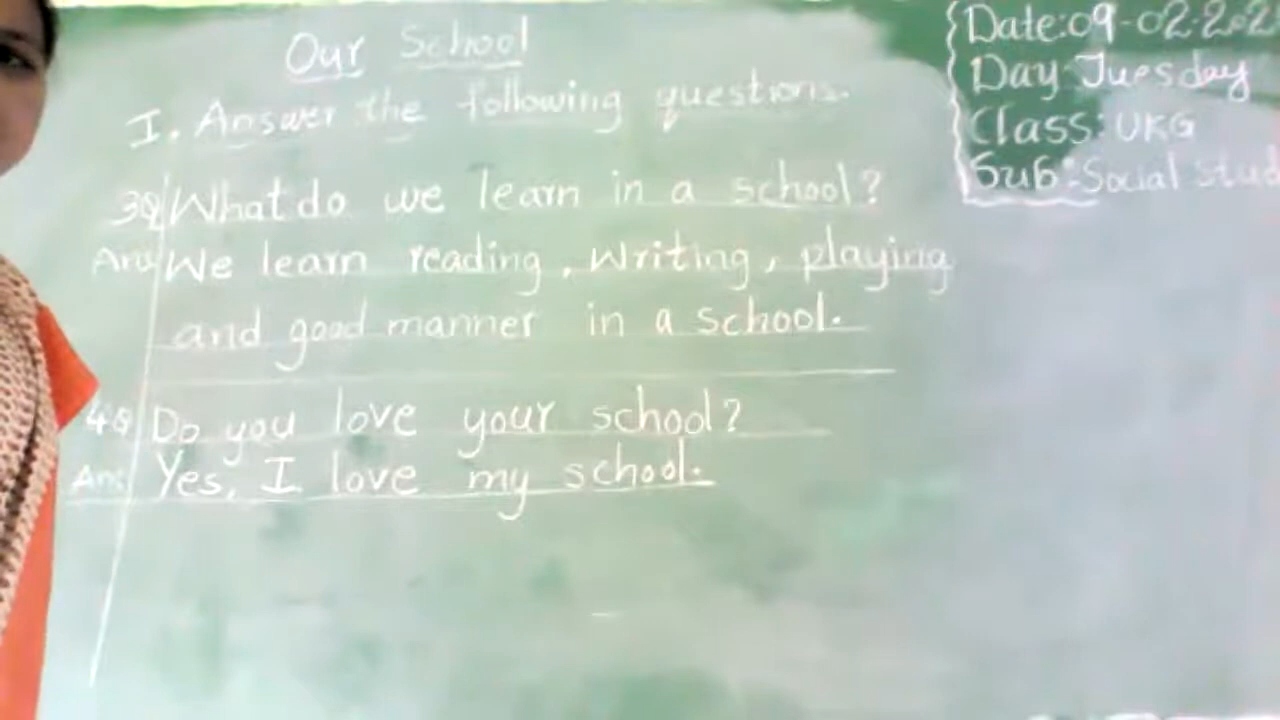 Our School
I. Answer the following questions.
3Q What do we learn in a school?
Ans We learn reading, writing, playing
and good manner in a school.
4Q Do you love your school?
Ans Yes, I love my school.
Date:09-02-202
Day:Tuesday
Class:UKG
Sub:Social stud